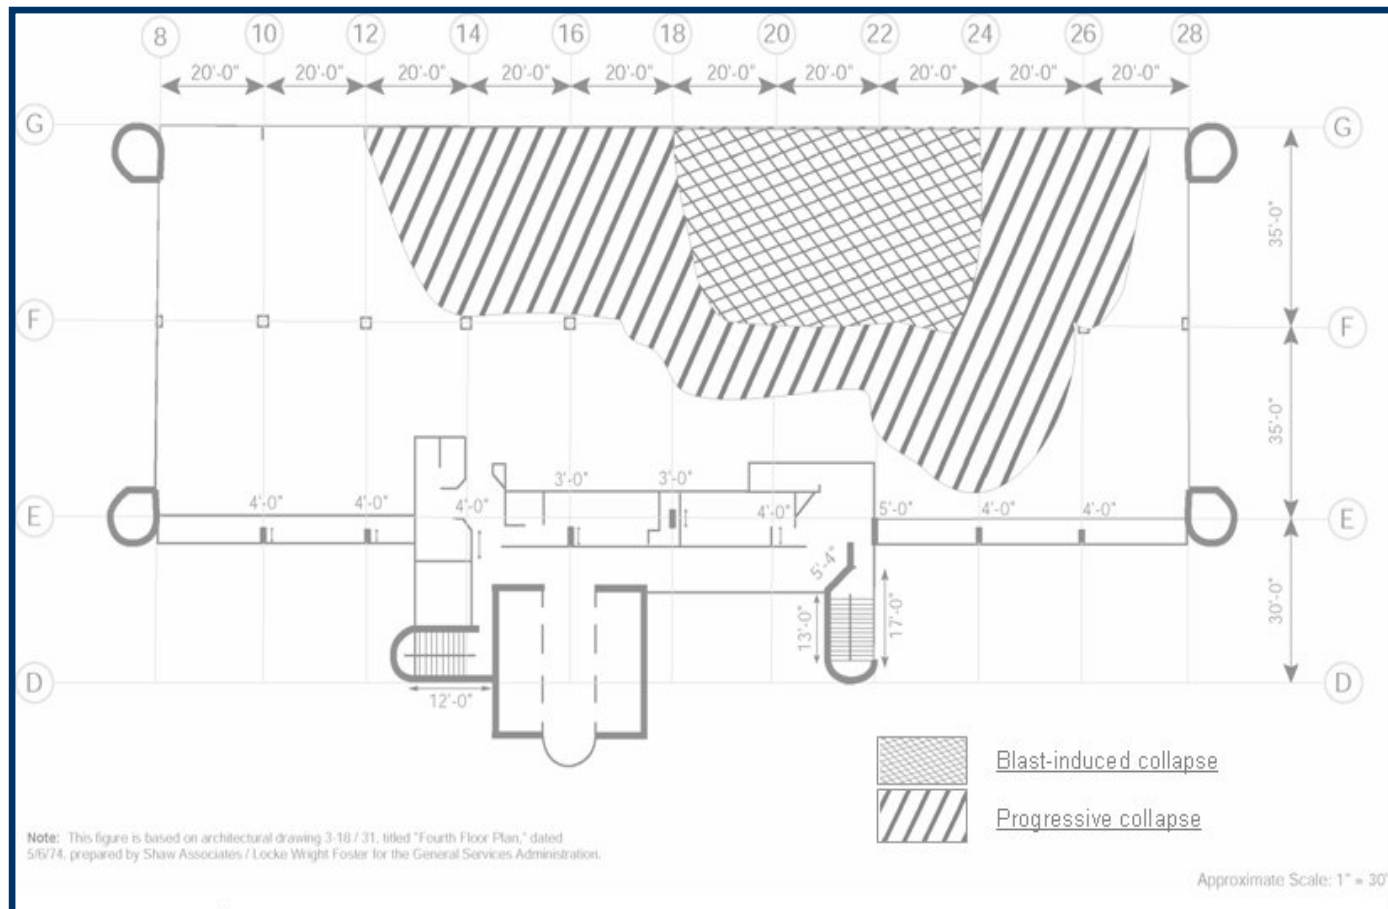 8 10 12 14 16 18 20 22 24 26 28
20'-0" 20'-0" 20'-0" 20'-0" 20'-0" 20'-0" 20'-0" 20'-0" 20'-0" 20'-0"
G G
35'-0"
F F
35'-0"
3'-0" 3'-0"
4'-0" 4'-0" 4'-0" 4'-0" 5'-0" 4'-0" 4'-0"
E E
5'-4"
30'-0"
13'-0" 17'-0"
D D
12'-0"
Blast-induced collapse
Progressive collapse
Note: This figure is based on architectural drawing 3-18 / 31, titled "Fourth Floor Plan," dated
5/6/74, prepared by Shaw Associates / Locke Wright Foster for the General Services Administration.
Approximate Scale: 1" = 30'